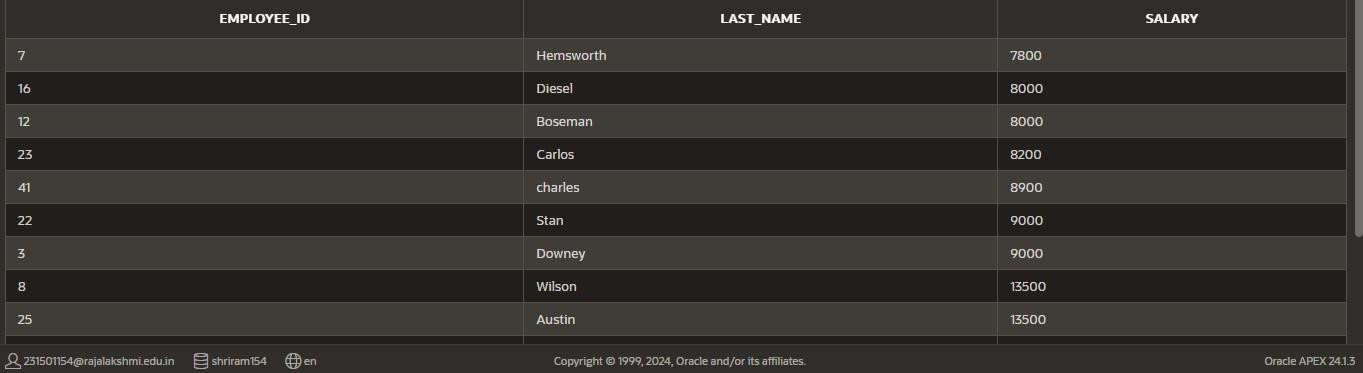 EMPLOYEE_ID LAST_NAME SALARY
7 Hemsworth 7800
16 Diesel 8000
12 Boseman 8000
23 Carlos 8200
41 charles 8900
22 Stan 9000
3 Downey 9000
8 Wilson 13500
25 Austin 13500
231501154@rajalakshmi.edu.in shriram154 en Copyright © 1999, 2024, Oracle and/or its affiliates. Oracle APEX 24.1.3